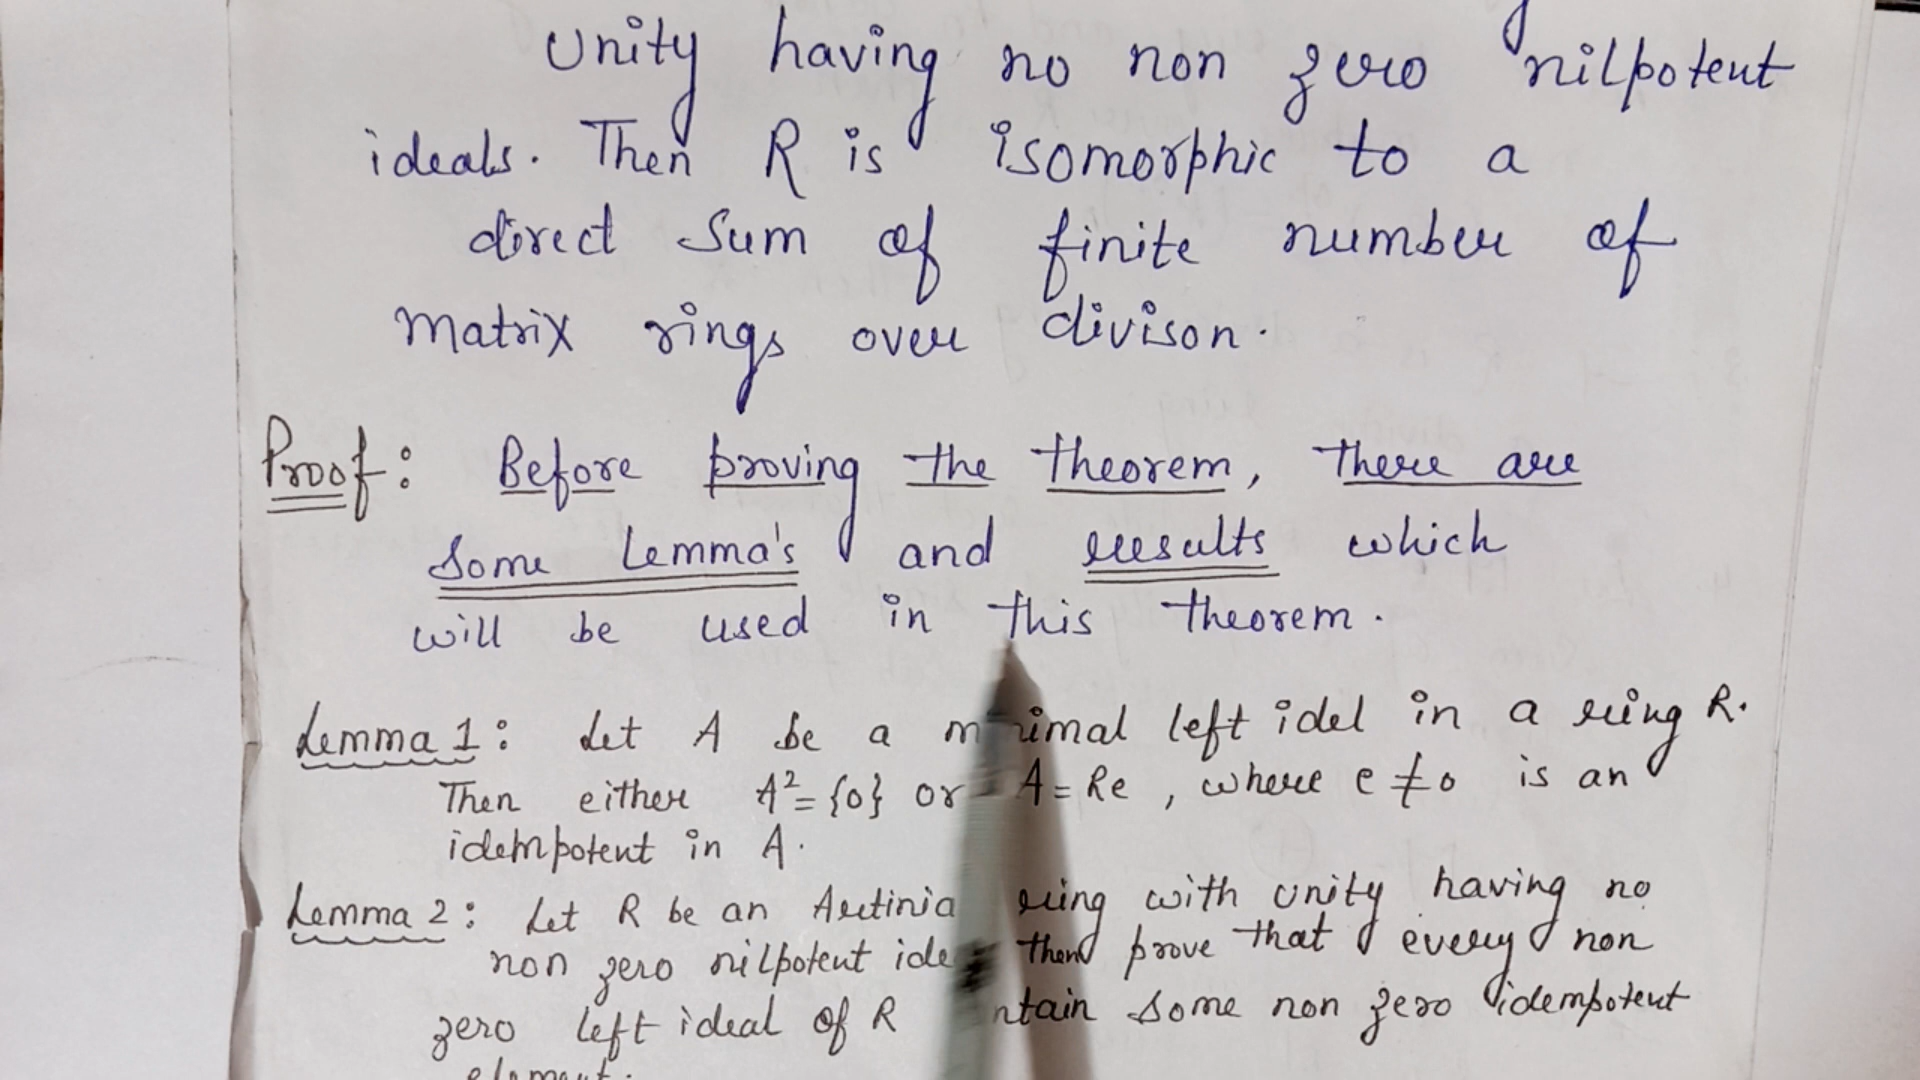 Unity having no non zero nilpotent
ideals. Then R is isomorphic to a
direct sum of finite number of
matrix rings over divison.
Proof: Before proving the theorem, there are
some Lemma's and results which
will be used in this theorem.
Lemma 1: Let A be a minimal left idel in a ring R.
Then either A²={0} or A=Re, where e≠0 is an
idempotent in A.
Lemma 2: Let R be an Artinia ring with unity having no
non zero nilpotent ide then prove that every non
zero left ideal of R ntain some non zero idempotent
element.